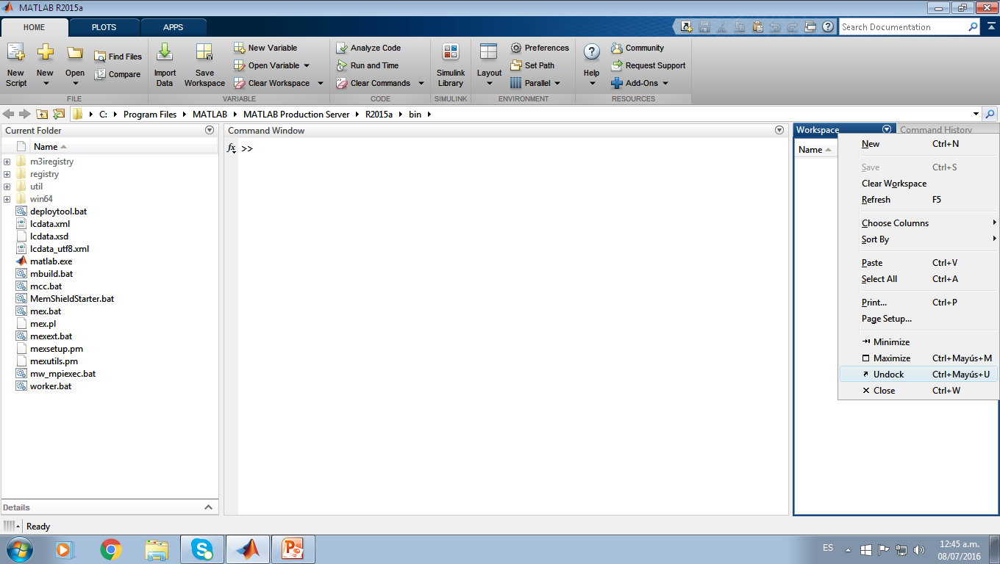 MATLAB R2015a
HOME PLOTS APPS
Search Documentation
New Script
New
Open
Find Files
Compare
FILE
Import Data
Save Workspace
New Variable
Open Variable
Clear Workspace
VARIABLE
Analyze Code
Run and Time
Clear Commands
CODE
Simulink Library
SIMULINK
Layout
Preferences
Set Path
Parallel
ENVIRONMENT
Help
Community
Request Support
Add-Ons
RESOURCES
C: Program Files MATLAB MATLAB Production Server R2015a bin
Current Folder
Name
m3iregistry
registry
util
win64
deploytool.bat
lcdata.xml
lcdata.xsd
lcdata_utf8.xml
matlab.exe
mbuild.bat
mcc.bat
MemShieldStarter.bat
mex.bat
mex.pl
mexext.bat
mexsetup.pm
mexutils.pm
mw_mpiexec.bat
worker.bat
Details
Command Window
fx >>
Workspace
Command History
Name
New Ctrl+N
Save Ctrl+S
Clear Workspace
Refresh F5
Choose Columns
Sort By
Paste Ctrl+V
Select All Ctrl+A
Print... Ctrl+P
Page Setup...
Minimize
Maximize Ctrl+Mayús+M
Undock Ctrl+Mayús+U
Close Ctrl+W
Ready
ES
12:45 a.m.
08/07/2016